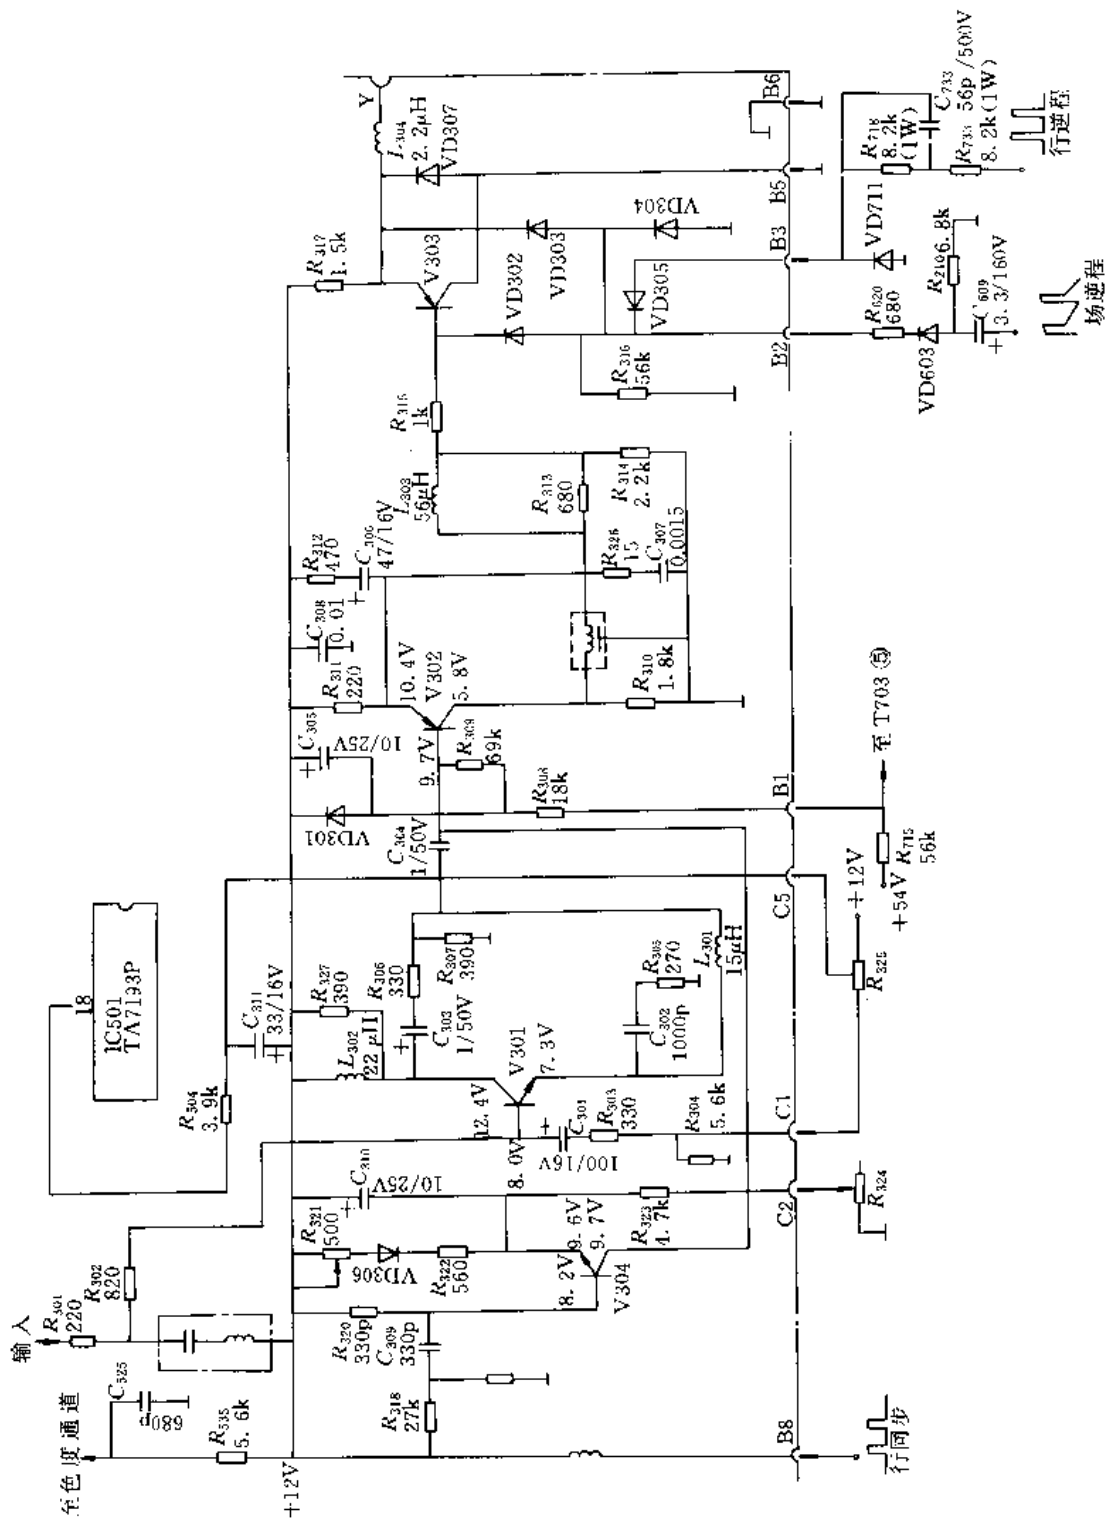 至色度通道
输入
C525
680p
R535
5.6k
+12V
R301
220
R302
820
R504
3.9k
IC501
TA7193P
18
C311
33/16V
R327
390
L302
22μH
R321
500
C310
10/25V
VD306
R322
560
R320
330p
C309
330p
R318
27k
8.2V
9.6V
9.7V
V304
R323
4.7k
12.4V
8.0V
V301
7.3V
C301
100/16V
R303
330
R304
5.6k
C303
1/50V
R306
330
R307
390
C302
1000p
R305
270
L301
15μH
C304
1/50V
VD301
C305
10/25V
R311
220
C308
0.01
R312
470
C306
47/16V
10.4V
V302
5.8V
9.7V
R309
69k
R308
18k
R310
1.8k
R326
15
C307
0.0015
L303
56μH
R313
680
R314
2.2k
R315
1k
R316
56k
R317
1.5k
V303
VD302
VD303
VD304
VD305
L304
2.2μH
VD307
Y
B8
C2
C1
C5
B1
B2
B3
B5
B6
行同步
R324
R325
+12V
+54V
R715
56k
至T703⑤
R620
680
VD603
R210
6.8k
C609
3.3/160V
场逆程
VD711
R718
8.2k
(1W)
C733
56p/500V
R733
8.2k(1W)
行逆程